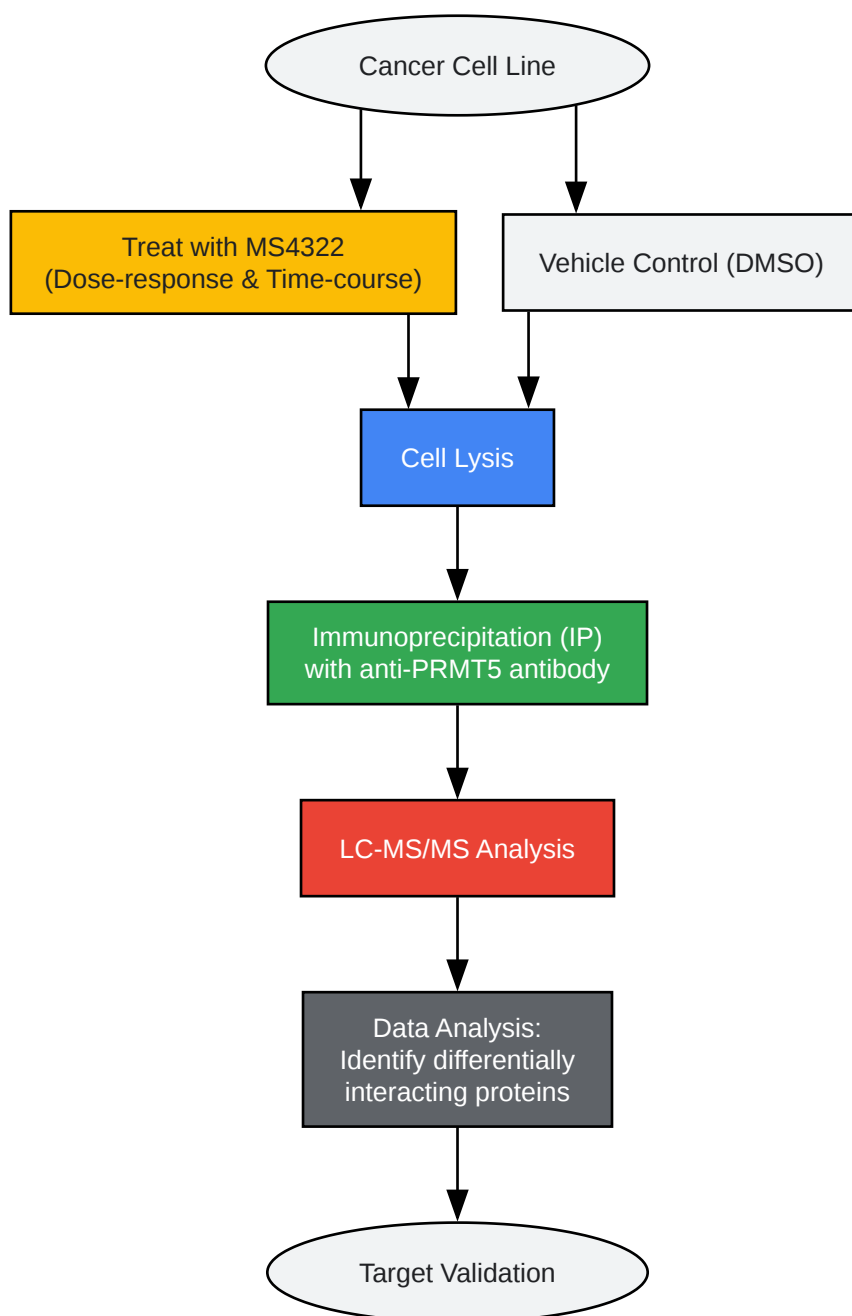 Cancer Cell Line
Treat with MS4322
(Dose-response & Time-course)
Vehicle Control (DMSO)
Cell Lysis
Immunoprecipitation (IP)
with anti-PRMT5 antibody
LC-MS/MS Analysis
Data Analysis:
Identify differentially
interacting proteins
Target Validation